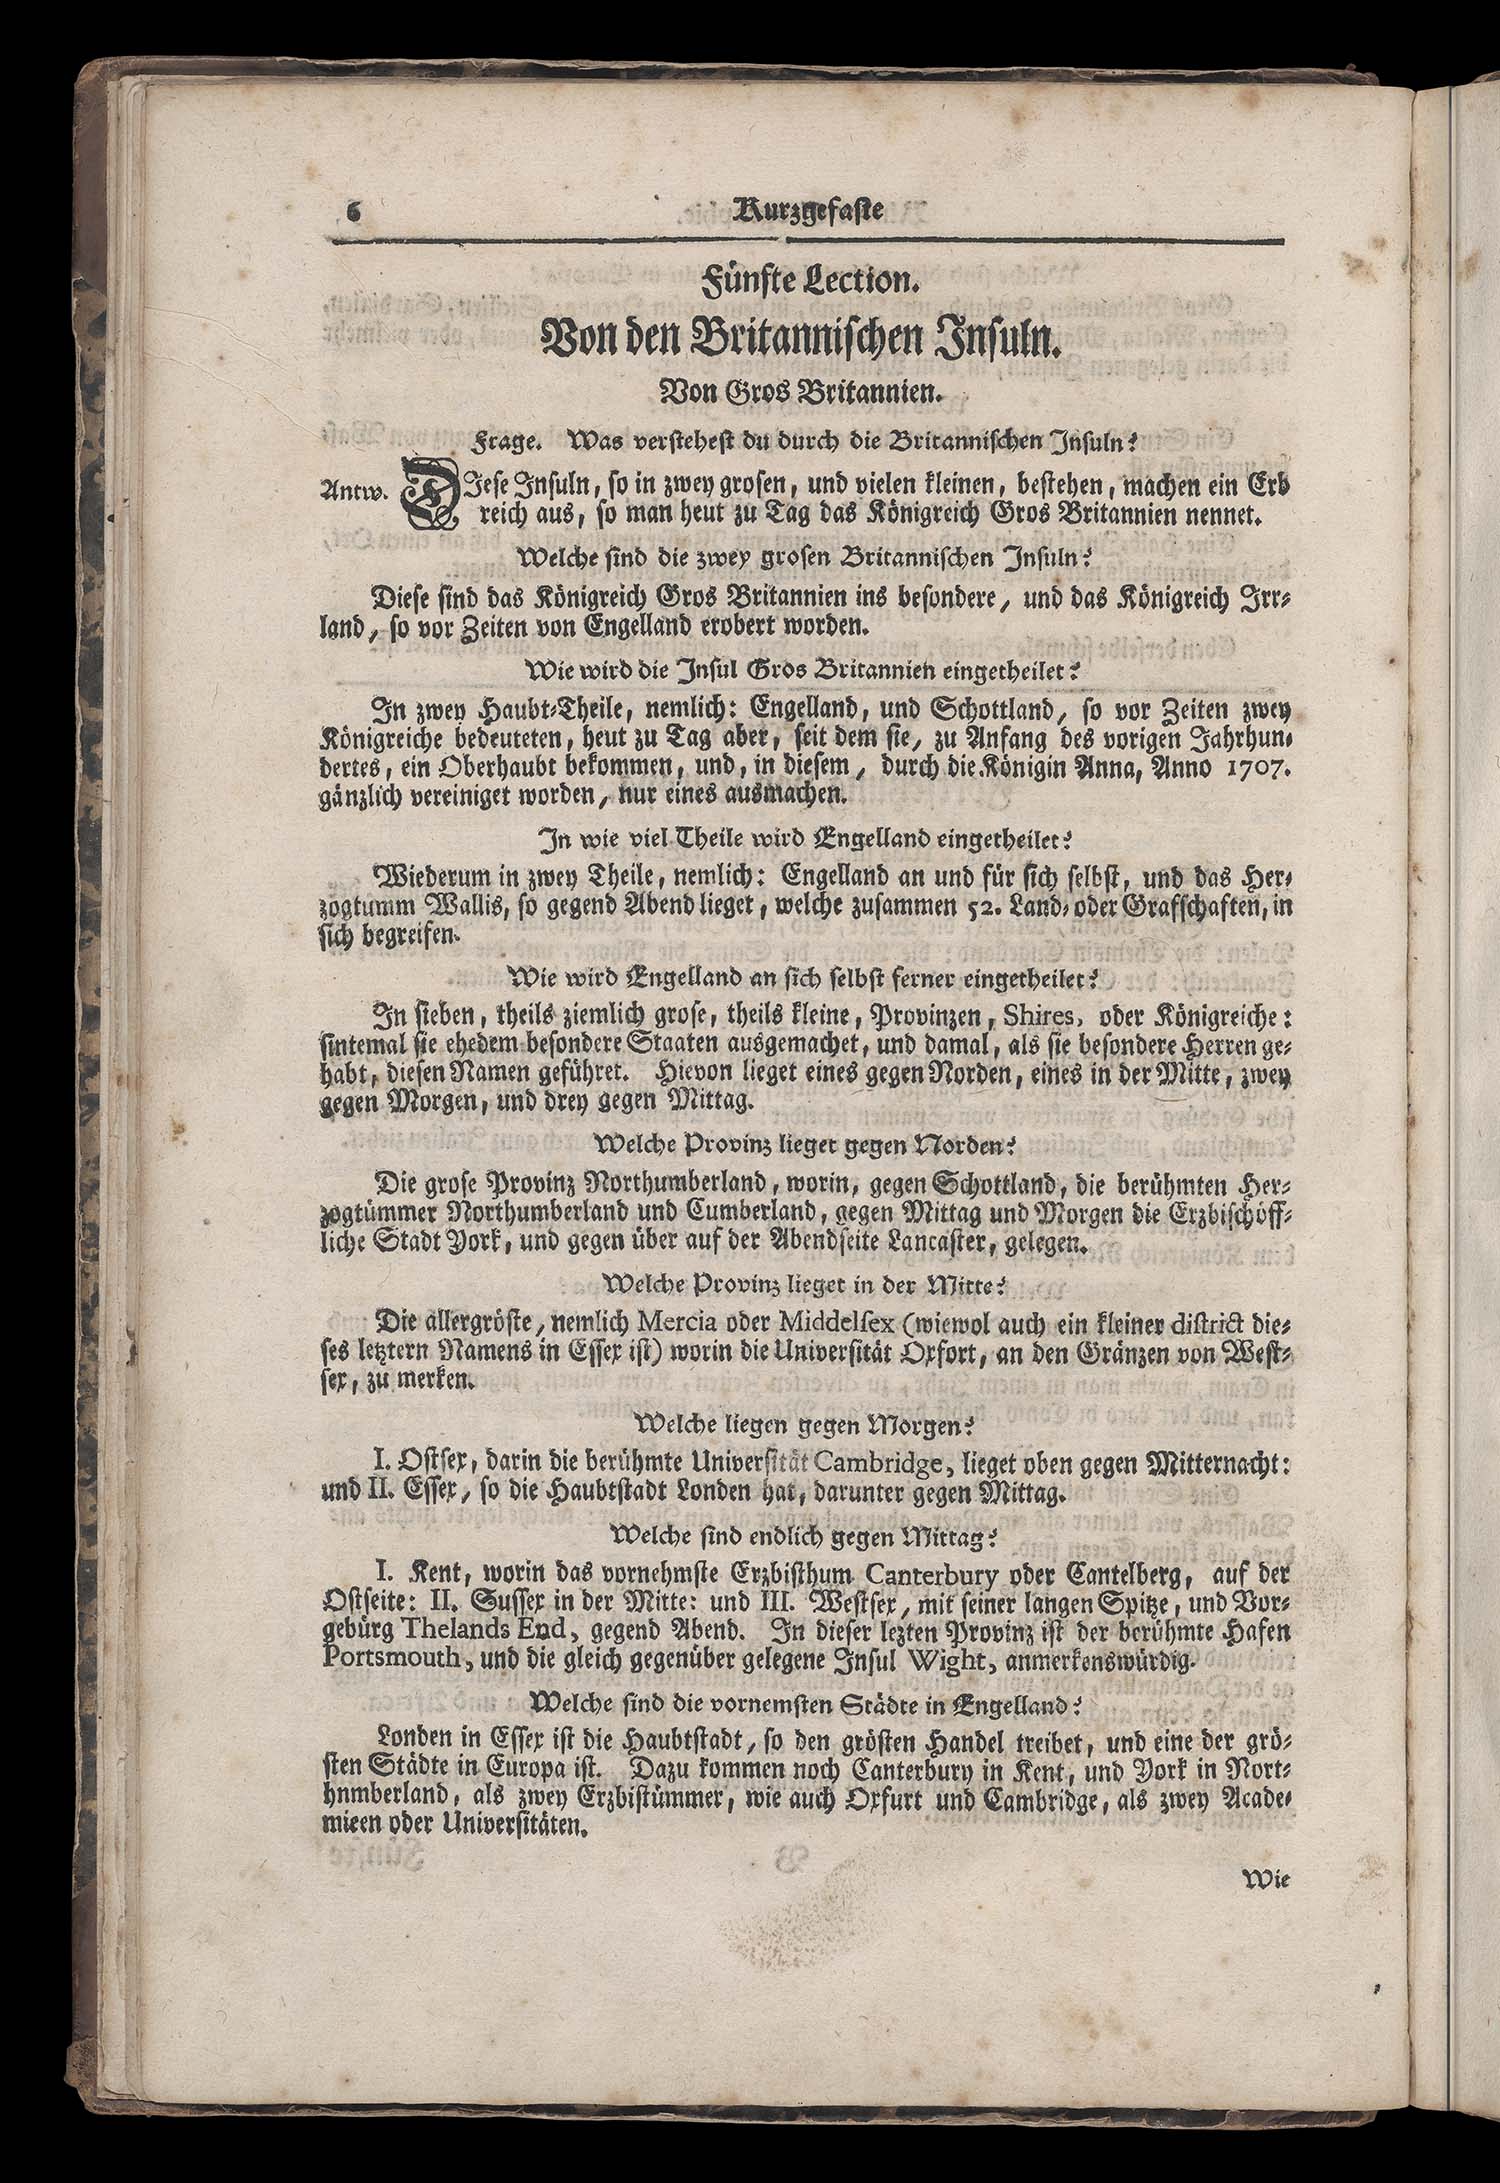 6
Kurzgefaste
Fünfte Lection.
Von den Britannischen Insuln.
Von Gros Britannien.
Frage. Was verstehest du durch die Britannischen Insuln?
Antw. DIese Insuln, so in zwey grosen, und vielen kleinen, bestehen, machen ein Erb
reich aus, so man heut zu Tag das Königreich Gros Britannien nennet.
Welche sind die zwey grosen Britannischen Insuln?
Diese sind das Königreich Gros Britannien ins besondere, und das Königreich Irr-
land, so vor Zeiten von Engelland erobert worden.
Wie wird die Insul Gros Britannien eingetheilet?
In zwey Haubt-Theile, nemlich: Engelland, und Schottland, so vor Zeiten zwey
Königreiche bedeuteten, heut zu Tag aber, seit dem sie, zu Anfang des vorigen Jahrhun-
dertes, ein Oberhaubt bekommen, und, in diesem, durch die Königin Anna, Anno 1707.
gänzlich vereiniget worden, nur eines ausmachen.
In wie viel Theile wird Engelland eingetheilet?
Wiederum in zwey Theile, nemlich: Engelland an und für sich selbst, und das Her-
zogtumm Wallis, so gegend Abend lieget, welche zusammen 52. Land- oder Grafschaften, in
sich begreifen.
Wie wird Engelland an sich selbst ferner eingetheilet?
In sieben, theils ziemlich grose, theils kleine, Provinzen, Shires, oder Königreiche:
sintemal sie ehedem besondere Staaten ausgemachet, und damal, als sie besondere Herren ge-
habt, diesen Namen geführet. Hievon lieget eines gegen Norden, eines in der Mitte, zwey
gegen Morgen, und drey gegen Mittag.
Welche Provinz lieget gegen Norden?
Die grose Provinz Northumberland, worin, gegen Schottland, die berühmten Her-
zogtümmer Northumberland und Cumberland, gegen Mittag und Morgen die Erzbischöff-
liche Stadt York, und gegen über auf der Abendseite Lancaster, gelegen.
Welche Provinz lieget in der Mitte?
Die allergröste, nemlich Mercia oder Middelsex (wiewol auch ein kleiner district die-
ses letztern Namens in Essex ist) worin die Universität Oxfort, an den Gränzen von West-
sex, zu merken.
Welche liegen gegen Morgen?
I. Ostsex, darin die berühmte Universität Cambridge, lieget oben gegen Mitternacht:
und II. Essex, so die Haubtstadt Londen hat, darunter gegen Mittag.
Welche sind endlich gegen Mittag?
I. Kent, worin das vornehmste Erzbisthum Canterbury oder Cantelberg, auf der
Ostseite: II. Sussex in der Mitte: und III. Westsex, mit seiner langen Spitze, und Vor-
gebürg Thelands End, gegend Abend. In dieser lezten Provinz ist der berühmte Hafen
Portsmouth, und die gleich gegenüber gelegene Insul Wight, anmerkenswürdig.
Welche sind die vornemsten Städte in Engelland?
Londen in Essex ist die Haubtstadt, so den grösten Handel treibet, und eine der grö-
sten Städte in Europa ist. Dazu kommen noch Canterbury in Kent, und York in Nort-
hnmberland, als zwey Erzbistümmer, wie auch Oxfurt und Cambridge, als zwey Acade-
mieen oder Universitäten.
Wie